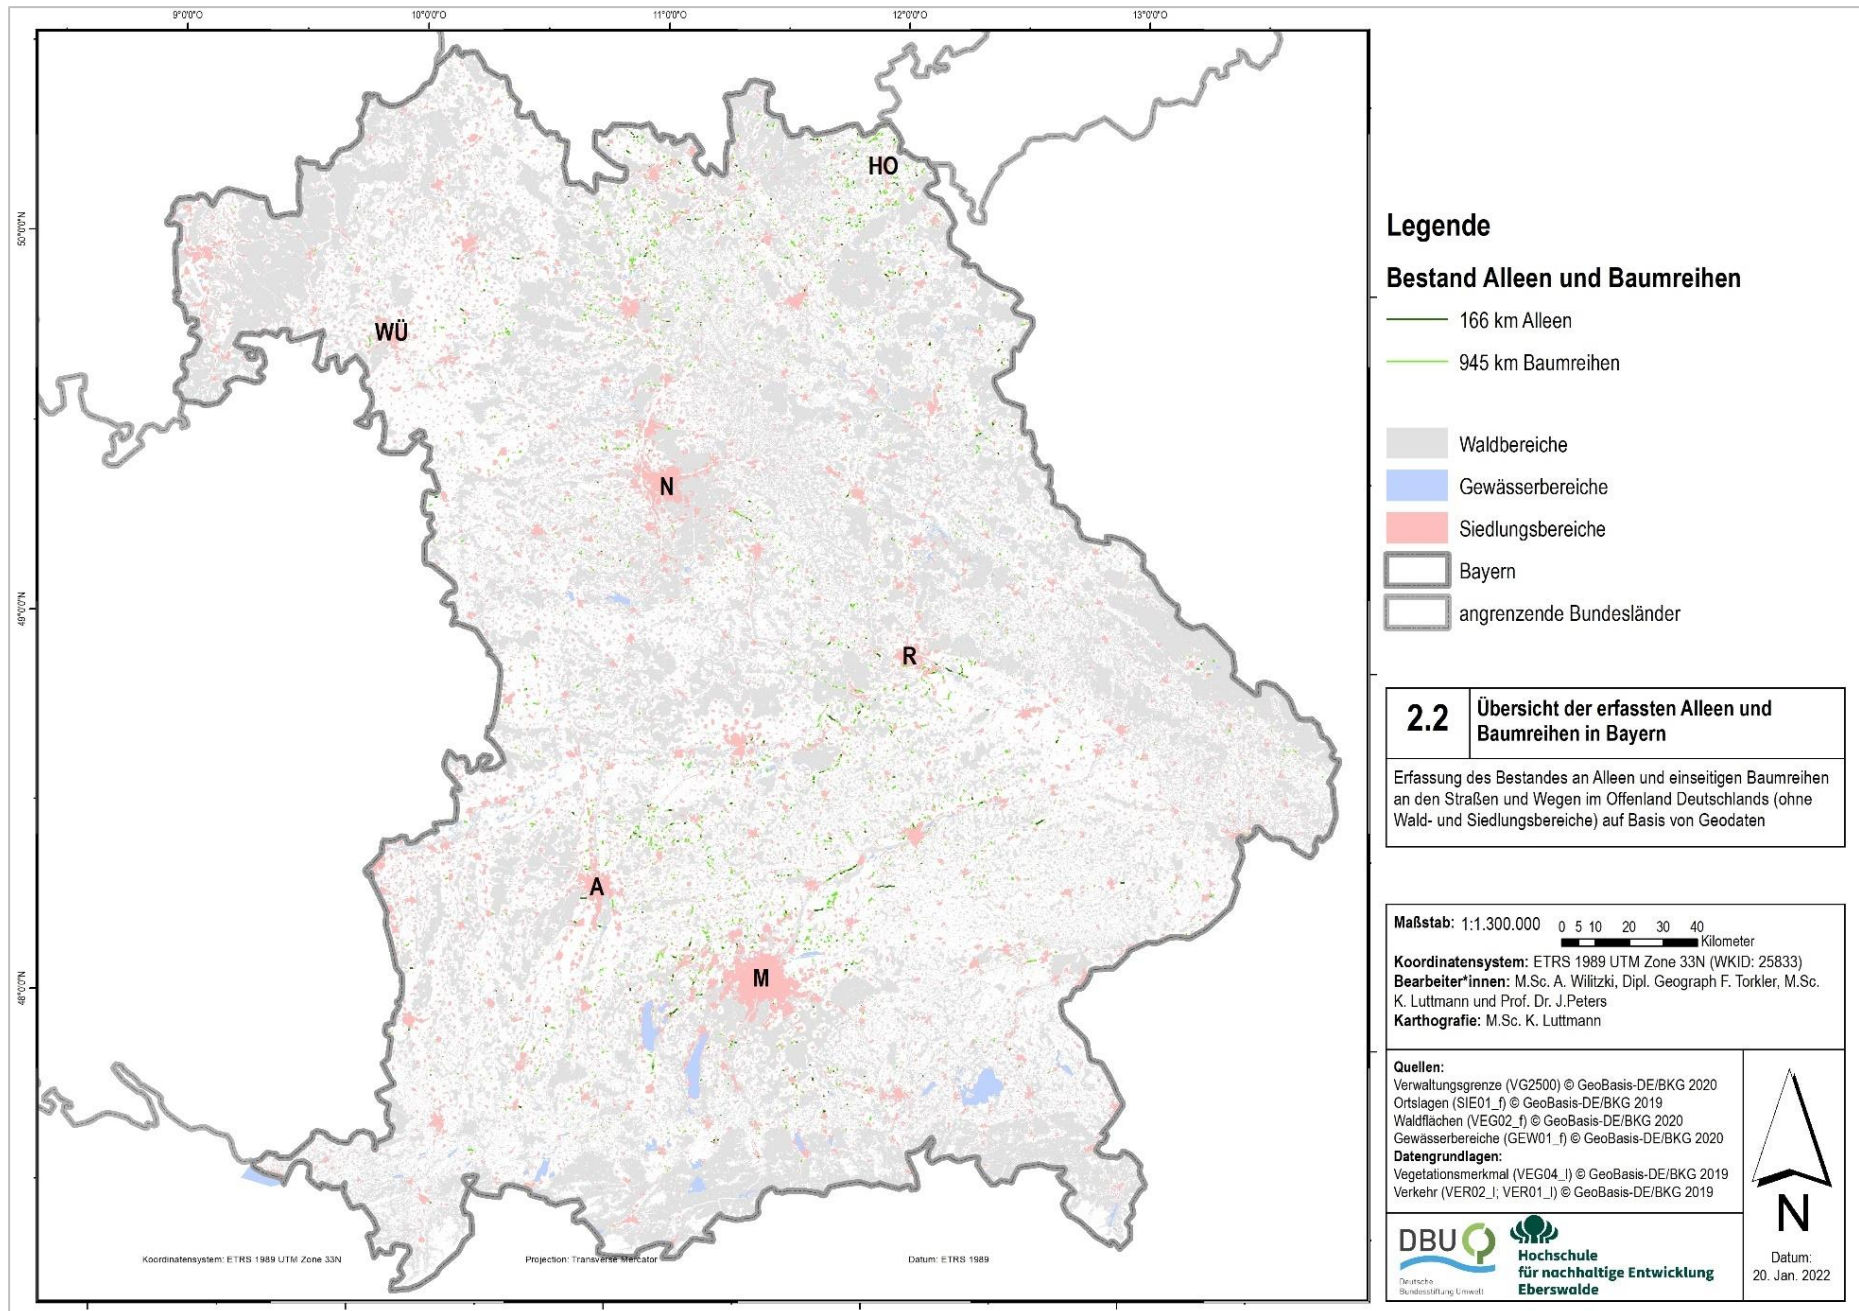 9°0'0"O
10°0'0"O
11°0'0"O
12°0'0"O
13°0'0"O
50°0'0"N
49°0'0"N
48°0'0"N
HO
WÜ
N
R
A
M
Koordinatensystem: ETRS 1989 UTM Zone 33N
Projection: Transverse Mercator
Datum: ETRS 1989
Legende
Bestand Alleen und Baumreihen
166 km Alleen
945 km Baumreihen
Waldbereiche
Gewässerbereiche
Siedlungsbereiche
Bayern
angrenzende Bundesländer
2.2
Übersicht der erfassten Alleen und
Baumreihen in Bayern
Erfassung des Bestandes an Alleen und einseitigen Baumreihen
an den Straßen und Wegen im Offenland Deutschlands (ohne
Wald- und Siedlungsbereiche) auf Basis von Geodaten
Maßstab: 1:1.300.000
0 5 10 20 30 40
Kilometer
Koordinatensystem: ETRS 1989 UTM Zone 33N (WKID: 25833)
Bearbeiter*innen: M.Sc. A. Wilitzki, Dipl. Geograph F. Torkler, M.Sc.
K. Luttmann und Prof. Dr. J.Peters
Karthografie: M.Sc. K. Luttmann
Quellen:
Verwaltungsgrenze (VG2500) © GeoBasis-DE/BKG 2020
Ortslagen (SIE01_f) © GeoBasis-DE/BKG 2019
Waldflächen (VEG02_f) © GeoBasis-DE/BKG 2020
Gewässerbereiche (GEW01_f) © GeoBasis-DE/BKG 2020
Datengrundlagen:
Vegetationsmerkmal (VEG04_l) © GeoBasis-DE/BKG 2019
Verkehr (VER02_l; VER01_l) © GeoBasis-DE/BKG 2019
DBU
Deutsche
Bundesstiftung Umwelt
Hochschule
für nachhaltige Entwicklung
Eberswalde
N
Datum:
20. Jan. 2022